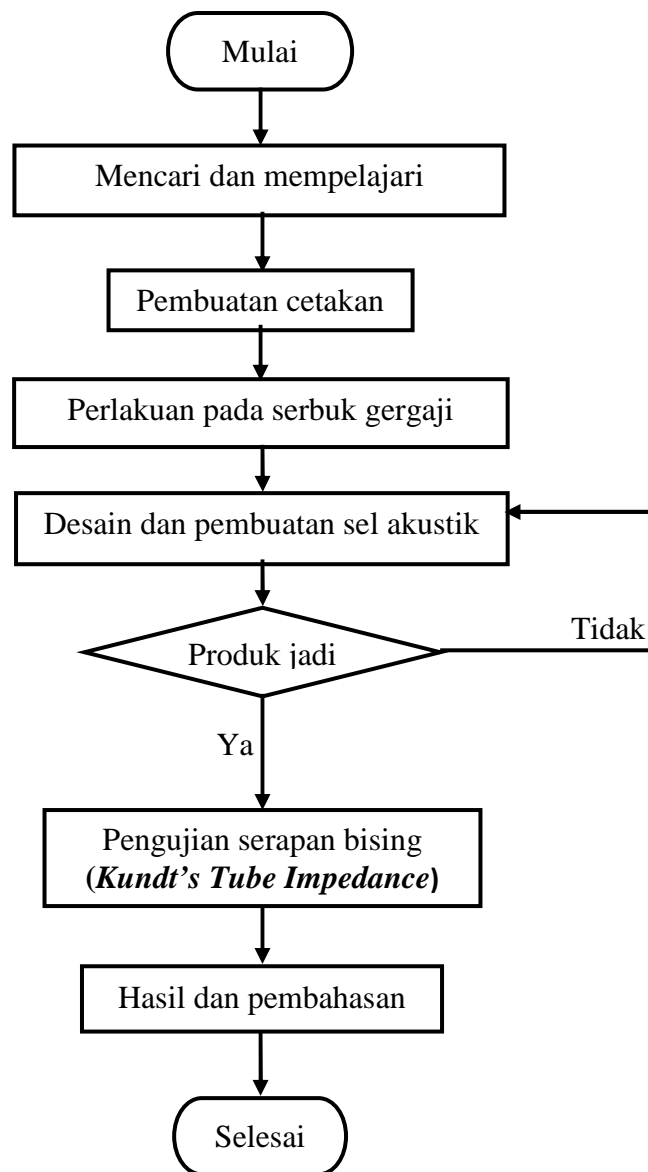 Mulai
Mencari dan mempelajari
Pembuatan cetakan
Perlakuan pada serbuk gergaji
Desain dan pembuatan sel akustik
Produk jadi
Tidak
Ya
Pengujian serapan bising
(Kundt's Tube Impedance)
Hasil dan pembahasan
Selesai